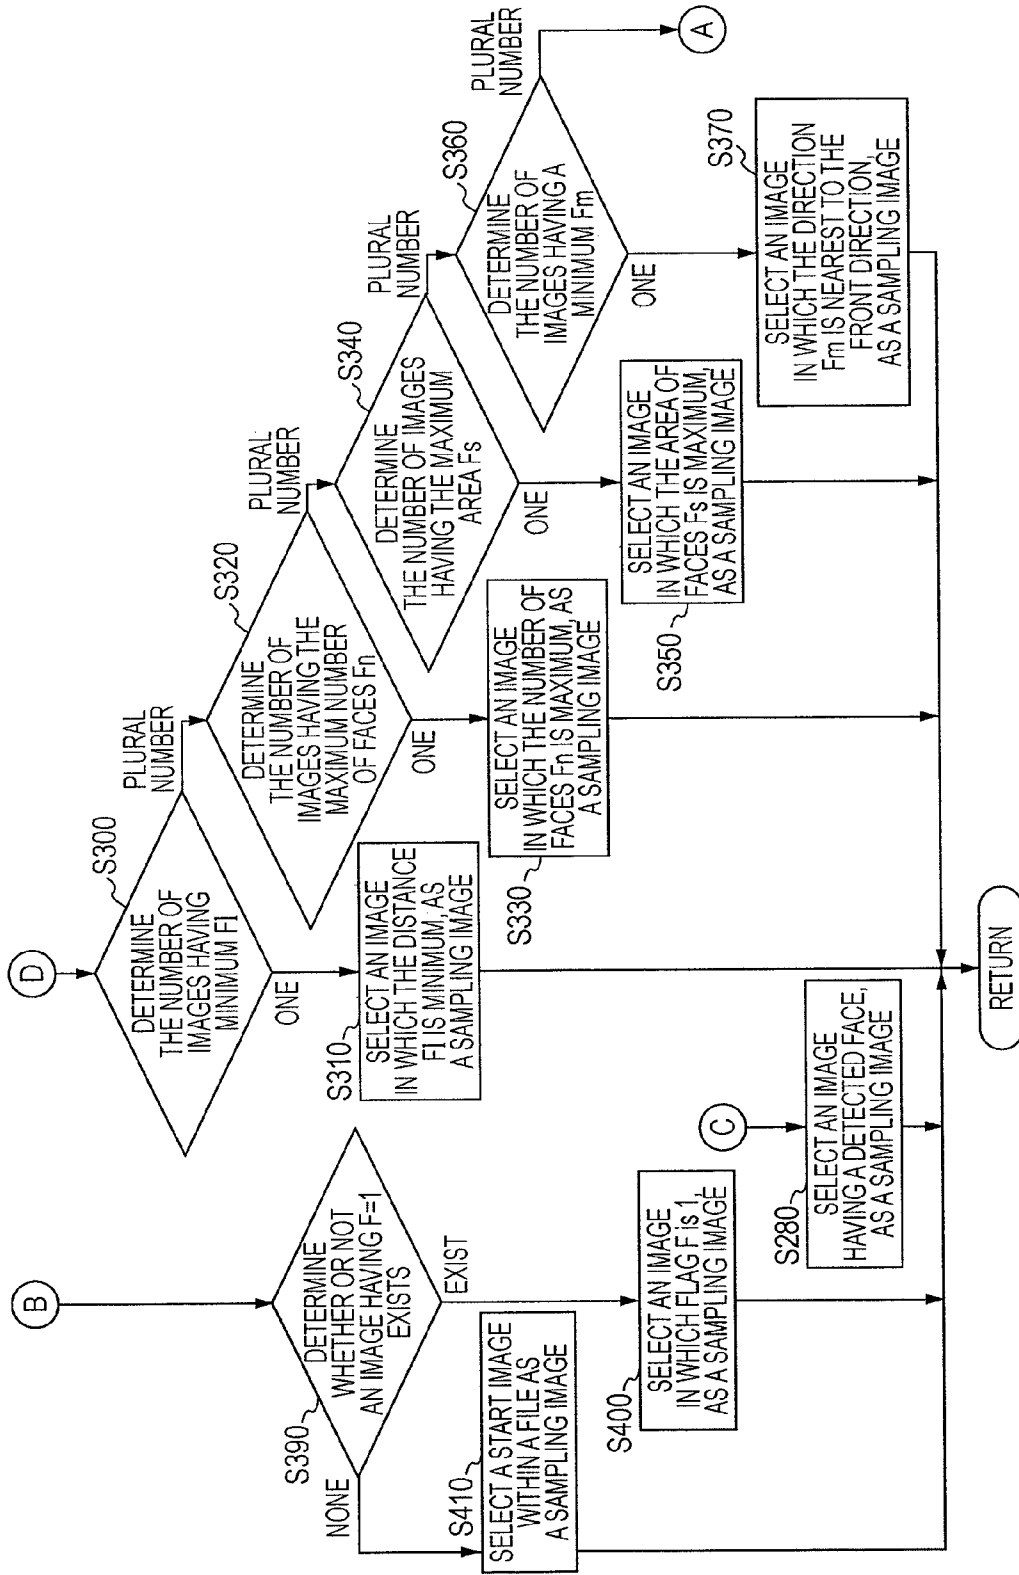 B
S390
DETERMINE
WHETHER OR NOT
AN IMAGE HAVING F=1
EXISTS
NONE
EXIST
S410
SELECT A START IMAGE
WITHIN A FILE AS
A SAMPLING IMAGE
S400
SELECT AN IMAGE
IN WHICH FLAG F is 1,
AS A SAMPLING IMAGE
C
S280
SELECT AN IMAGE
HAVING A DETECTED FACE,
AS A SAMPLING IMAGE
D
S300
DETERMINE
THE NUMBER OF
IMAGES HAVING
MINIMUM Fl
PLURAL
NUMBER
ONE
S310
SELECT AN IMAGE
IN WHICH THE DISTANCE
Fl IS MINIMUM, AS
A SAMPLING IMAGE
S320
DETERMINE
THE NUMBER OF
IMAGES HAVING THE
MAXIMUM NUMBER
OF FACES Fn
PLURAL
NUMBER
ONE
S330
SELECT AN IMAGE
IN WHICH THE NUMBER OF
FACES Fn IS MAXIMUM, AS
A SAMPLING IMAGE
S340
DETERMINE
THE NUMBER OF IMAGES
HAVING THE MAXIMUM
AREA Fs
PLURAL
NUMBER
ONE
S350
SELECT AN IMAGE
IN WHICH THE AREA OF
FACES Fs IS MAXIMUM,
AS A SAMPLING IMAGE
S360
DETERMINE
THE NUMBER OF
IMAGES HAVING A
MINIMUM Fm
PLURAL
NUMBER
ONE
A
S370
SELECT AN IMAGE
IN WHICH THE DIRECTION
Fm IS NEAREST TO THE
FRONT DIRECTION,
AS A SAMPLING IMAGE
RETURN